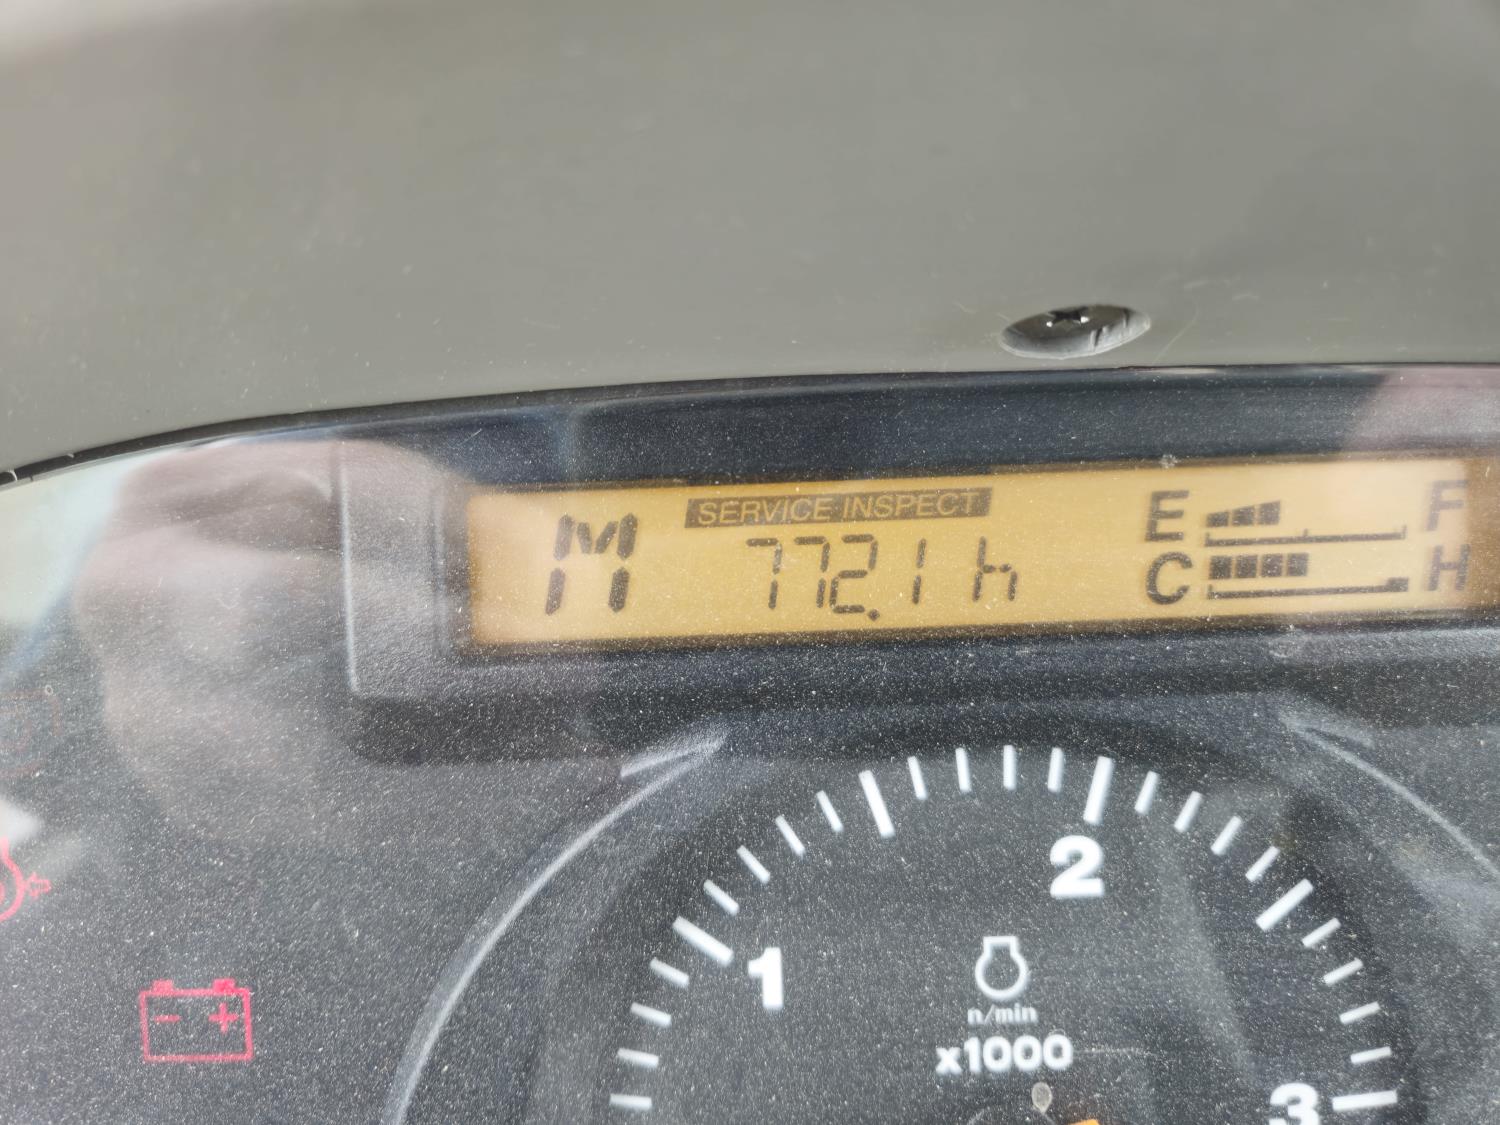 SERVICE INSPECT
M 772.1 h
E F
C H
2
1
n/min
x1000
3
- +